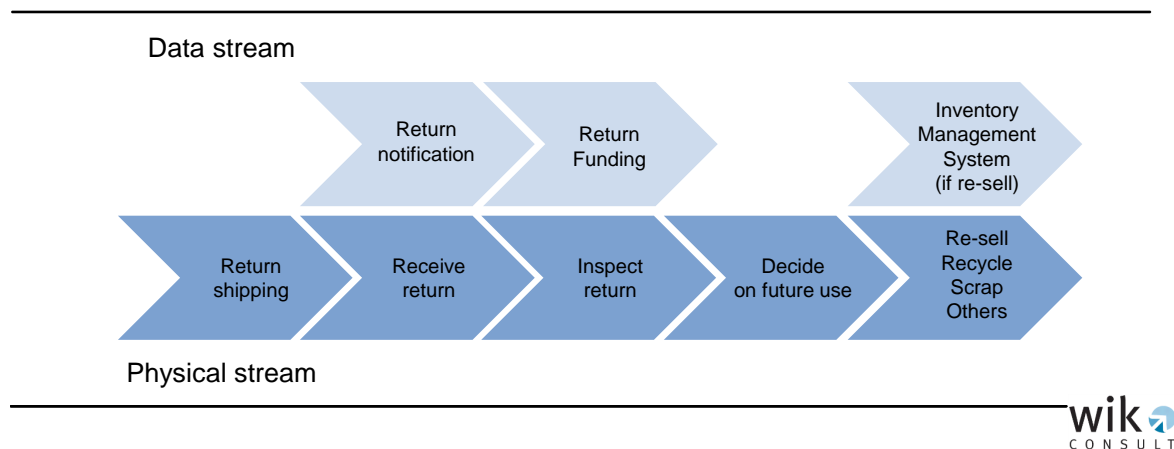 Data stream
Return
notification
Return
Funding
Inventory
Management
System
(if re-sell)
Return
shipping
Receive
return
Inspect
return
Decide
on future use
Re-sell
Recycle
Scrap
Others
Physical stream
wik
CONSULT